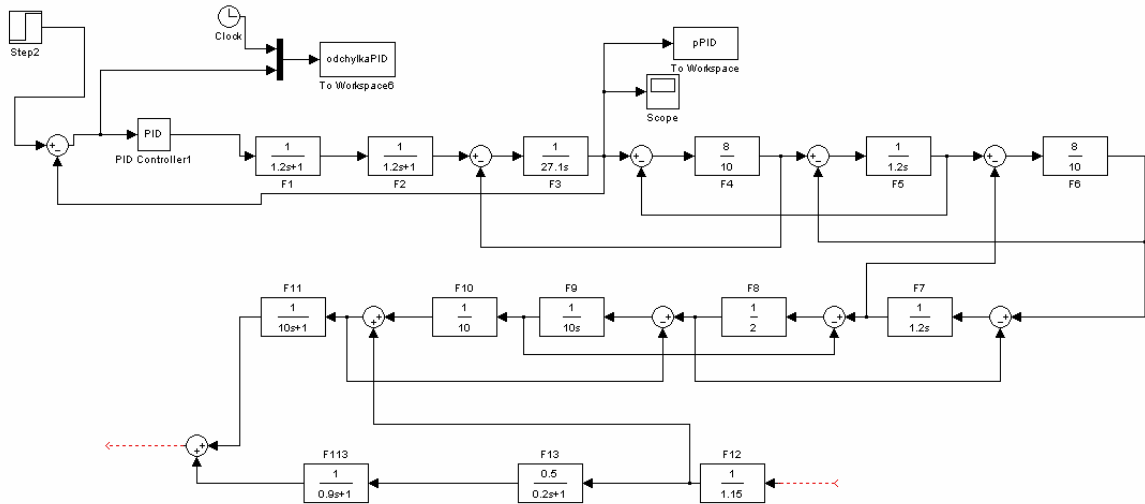 Step2
Clock
odchylkaPID
To Workspace6
pPID
To Workspace
Scope
+
-
PID
PID Controller1
1
1.2s+1
F1
1
1.2s+1
F2
+
-
1
27.1s
F3
+
-
8
10
F4
+
-
1
1.2s
F5
+
-
8
10
F6
F11
1
10s+1
+
+
F10
1
10
F9
1
10s
-
+
F8
1
2
-
+
F7
1
1.2s
-
+
+
+
F113
1
0.9s+1
F13
0.5
0.2s+1
F12
1
1.15